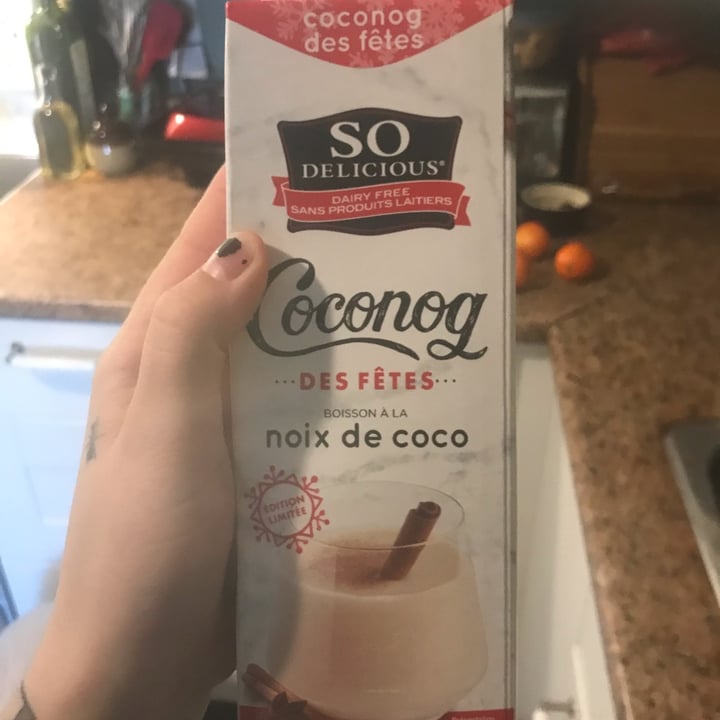 coconog
des fêtes
SO
DELICIOUS®
DAIRY FREE
SANS PRODUITS LAITIERS
Coconog
···DES FÊTES···
BOISSON À LA
noix de coco
ÉDITION
LIMITÉE